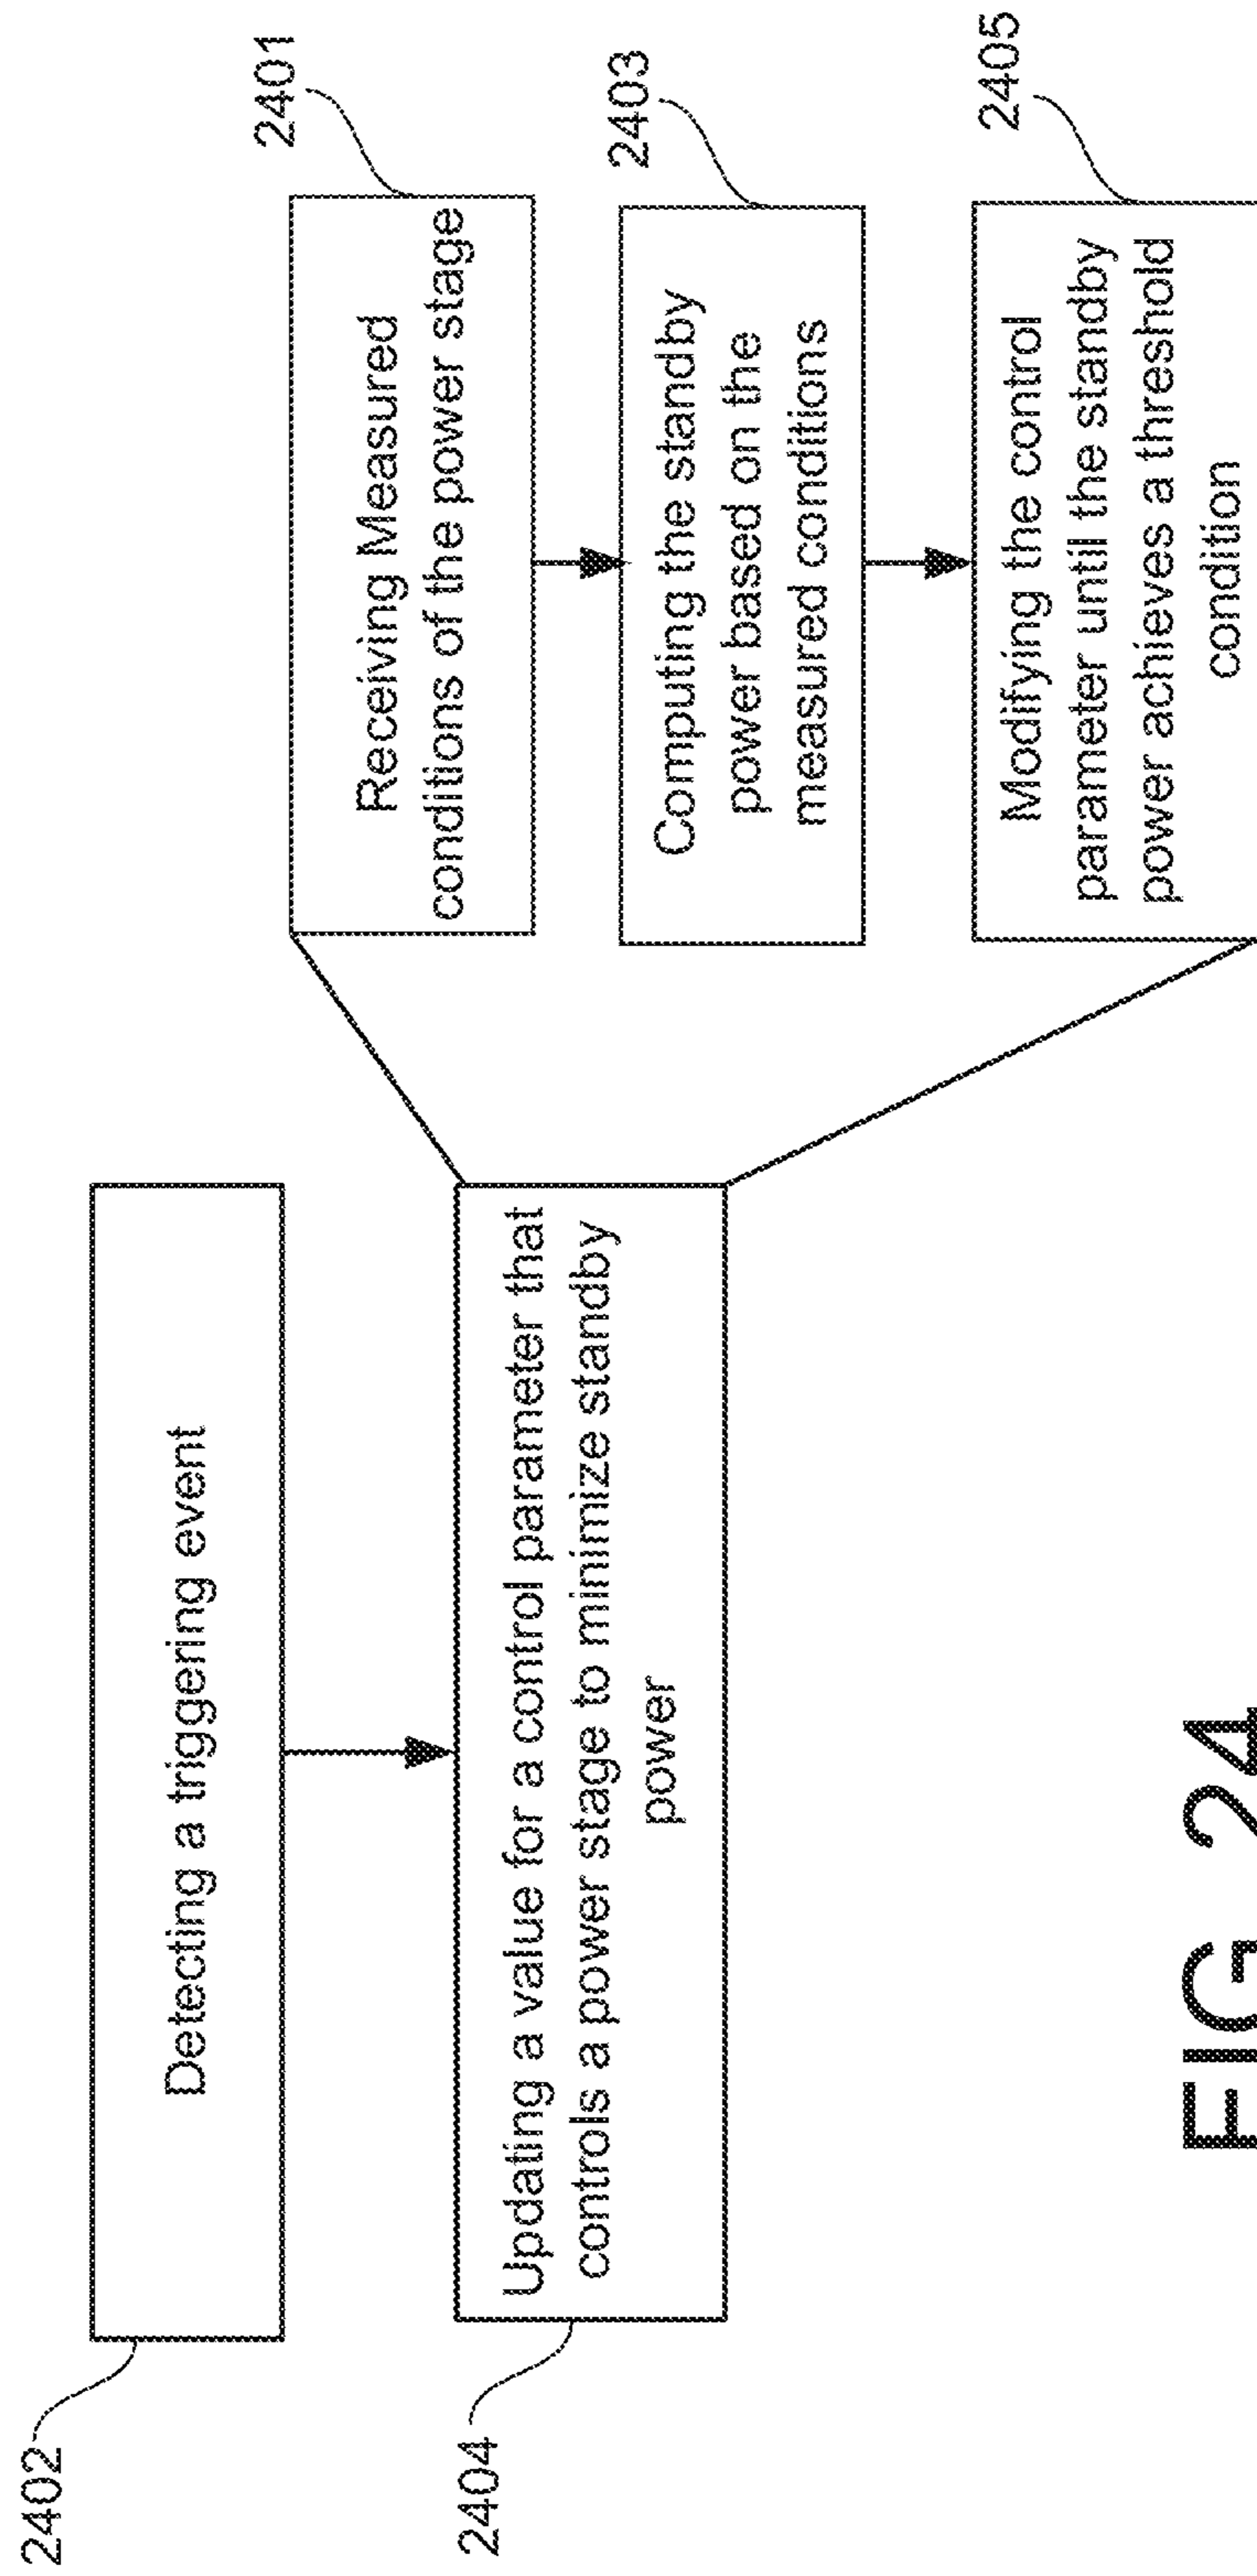 2402
Detecting a triggering event
2404
Updating a value for a control parameter that
controls a power stage to minimize standby
power
2401
Receiving Measured
conditions of the power stage
2403
Computing the standby
power based on the
measured conditions
2405
Modifying the control
parameter until the standby
power achieves a threshold
condition
FIG 24